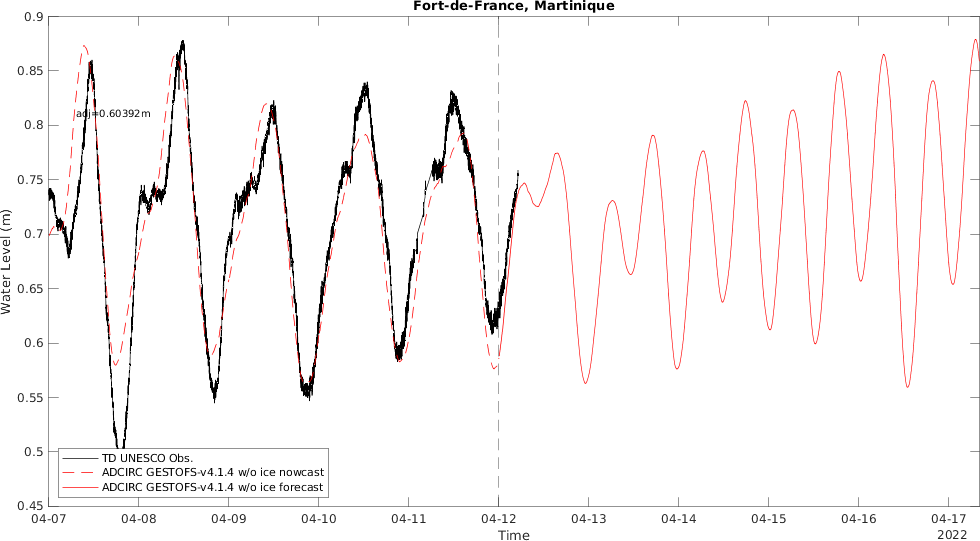 Fort-de-France, Martinique
0.9
0.85
0.8
0.75
0.7
0.65
0.6
0.55
0.5
0.45
Water Level (m)
adj=0.60392m
TD UNESCO Obs.
ADCIRC GESTOFS-v4.1.4 w/o ice nowcast
ADCIRC GESTOFS-v4.1.4 w/o ice forecast
04-07 04-08 04-09 04-10 04-11 04-12 04-13 04-14 04-15 04-16 04-17
Time
2022